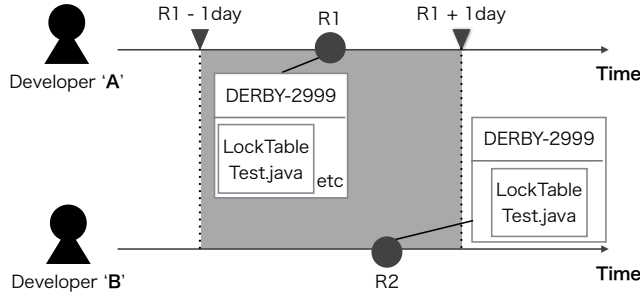 R1 - 1day
R1
R1 + 1day
Developer ‘A’
Time
DERBY-2999
LockTable
Test.java
etc
DERBY-2999
LockTable
Test.java
Developer ‘B’
R2
Time